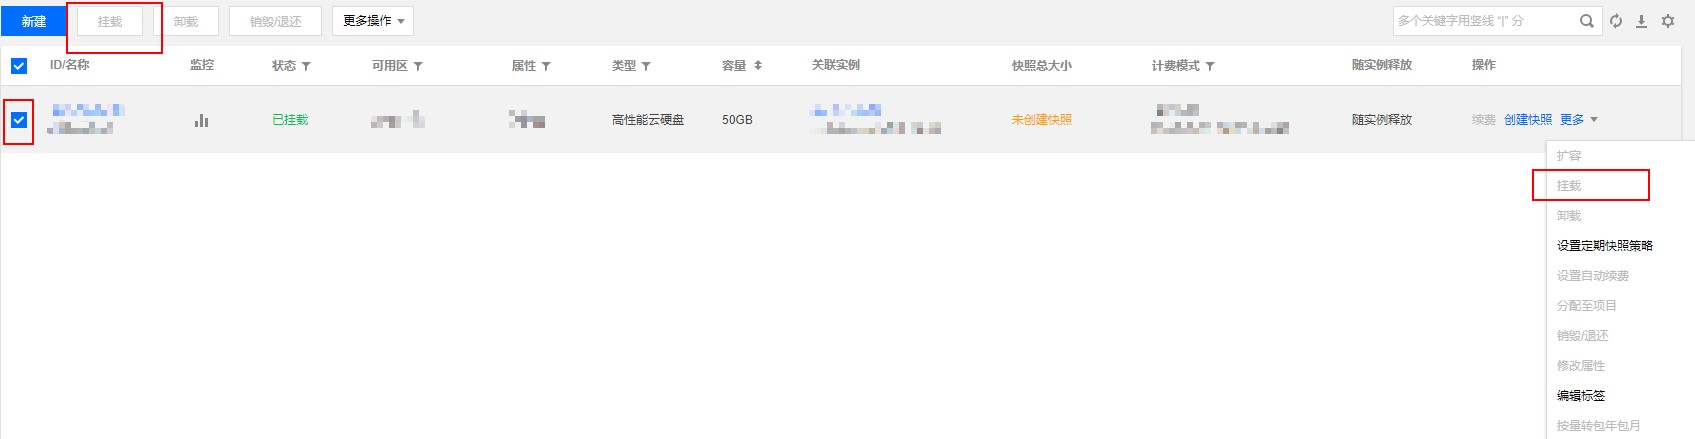 新建 挂载 卸载 销毁/退还 更多操作 多个关键字用竖线 "|" 分
ID/名称 监控 状态 可用区 属性 类型 容量 关联实例 快照总大小 计费模式 随实例释放 操作
已挂载 高性能云硬盘 50GB 未创建快照 随实例释放 续费 创建快照 更多
扩容
挂载
卸载
设置定期快照策略
设置自动续费
分配至项目
销毁/退还
修改属性
编辑标签
按量转包年包月